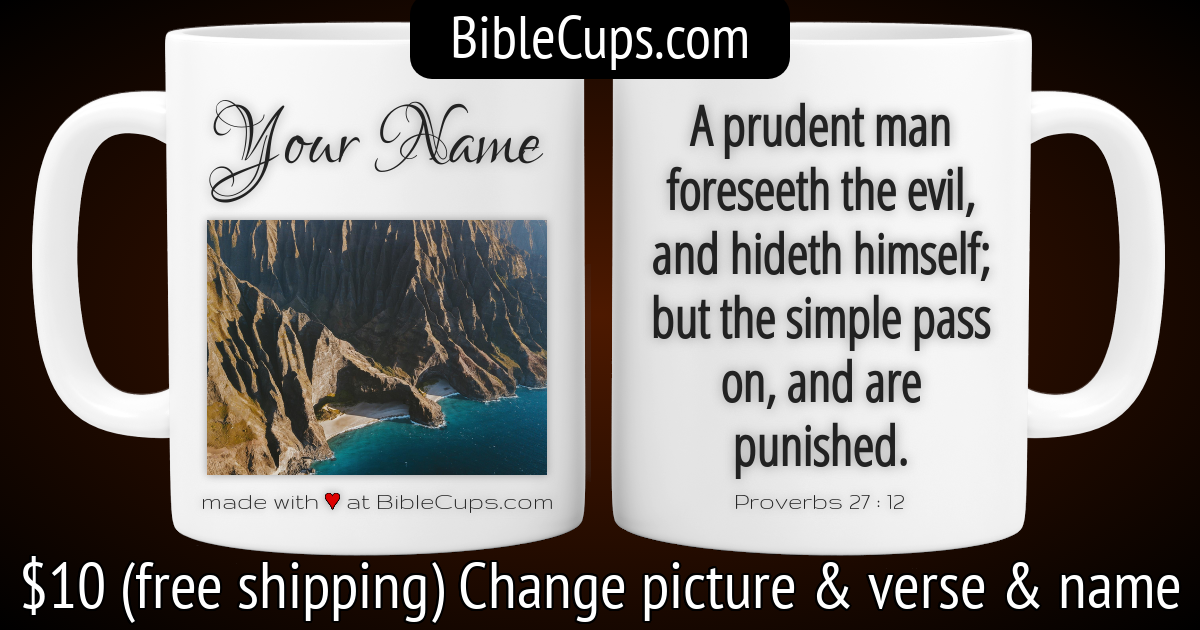 BibleCups.com
Your Name
made with ♥ at BibleCups.com
A prudent man
foreseeth the evil,
and hideth himself;
but the simple pass
on, and are
punished.
Proverbs 27 : 12
$10 (free shipping) Change picture & verse & name